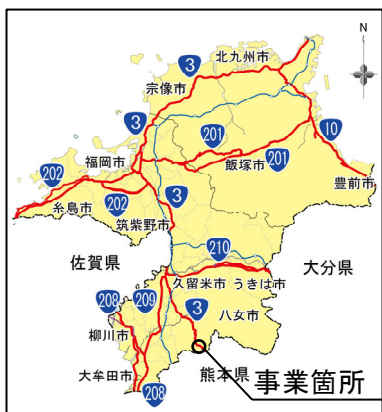 N
北九州市
3
宗像市
3
201
10
福岡市
飯塚市
201
202
豊前市
糸島市
202
3
筑紫野市
210
佐賀県
大分県
久留米市
うきは市
208
209
3
八女市
柳川市
大牟田市
熊本県
事業箇所
208